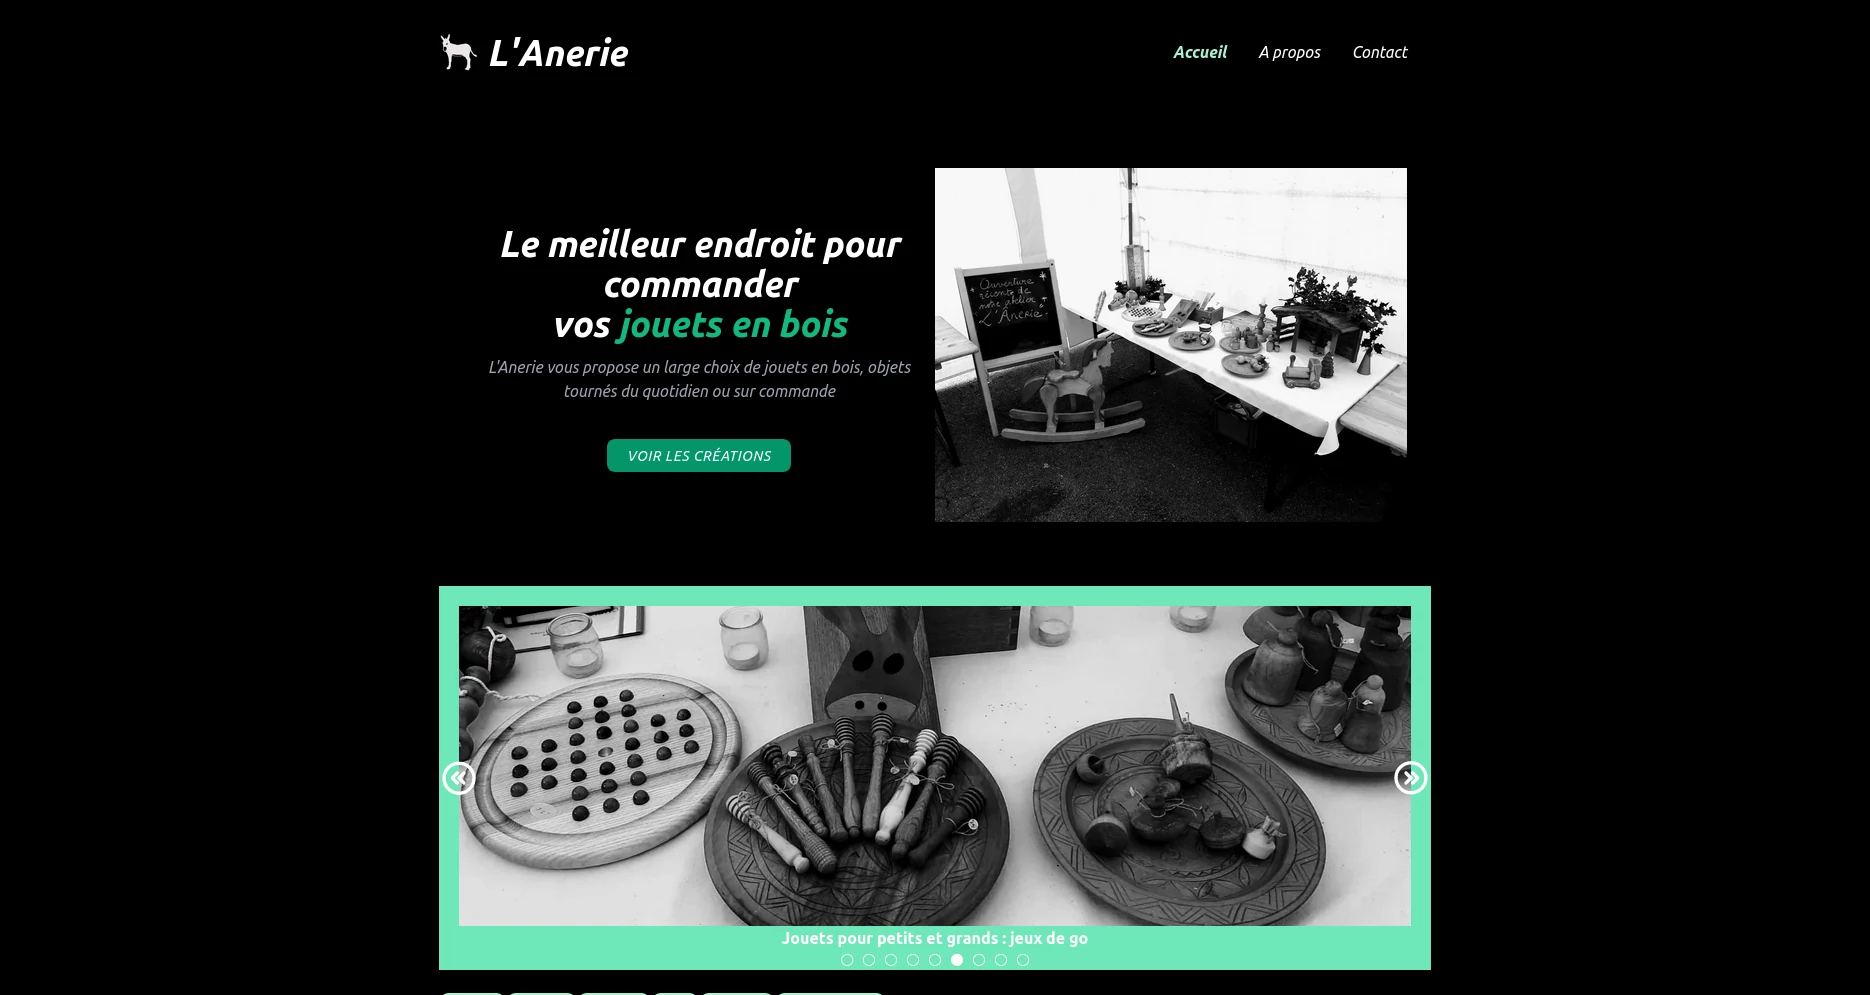 L'Anerie
Accueil
A propos
Contact
Le meilleur endroit pour
commander
vos jouets en bois
L'Anerie vous propose un large choix de jouets en bois, objets
tournés du quotidien ou sur commande
VOIR LES CRÉATIONS
Ouverture
récente de
notre atelier
L'Ânerie
Jouets pour petits et grands : jeux de go